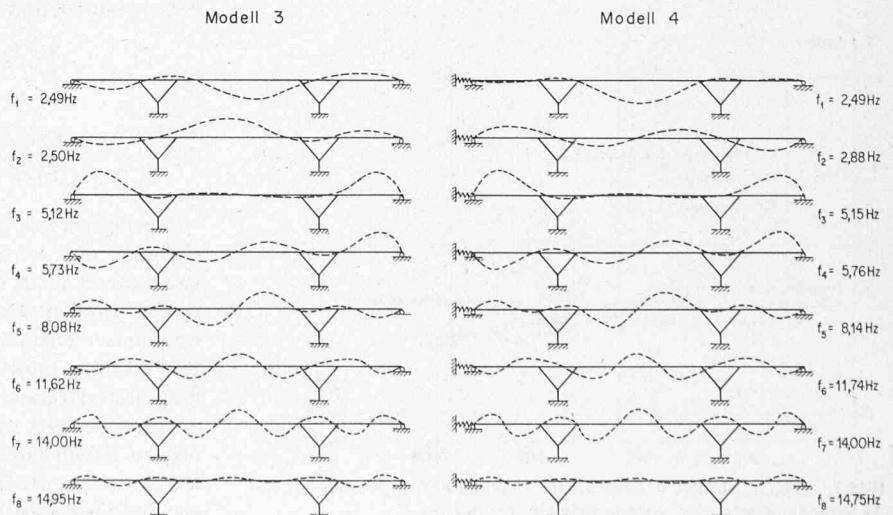 Modell 3
f₁ = 2,49Hz
f₂ = 2,50Hz
f₃ = 5,12Hz
f₄ = 5,73Hz
f₅ = 8,08Hz
f₆ = 11,62Hz
f₇ = 14,00Hz
f₈ = 14,95Hz
Modell 4
f₁ = 2,49Hz
f₂ = 2,88Hz
f₃ = 5,15Hz
f₄ = 5,76Hz
f₅ = 8,14Hz
f₆ = 11,74Hz
f₇ = 14,00Hz
f₈ = 14,75Hz